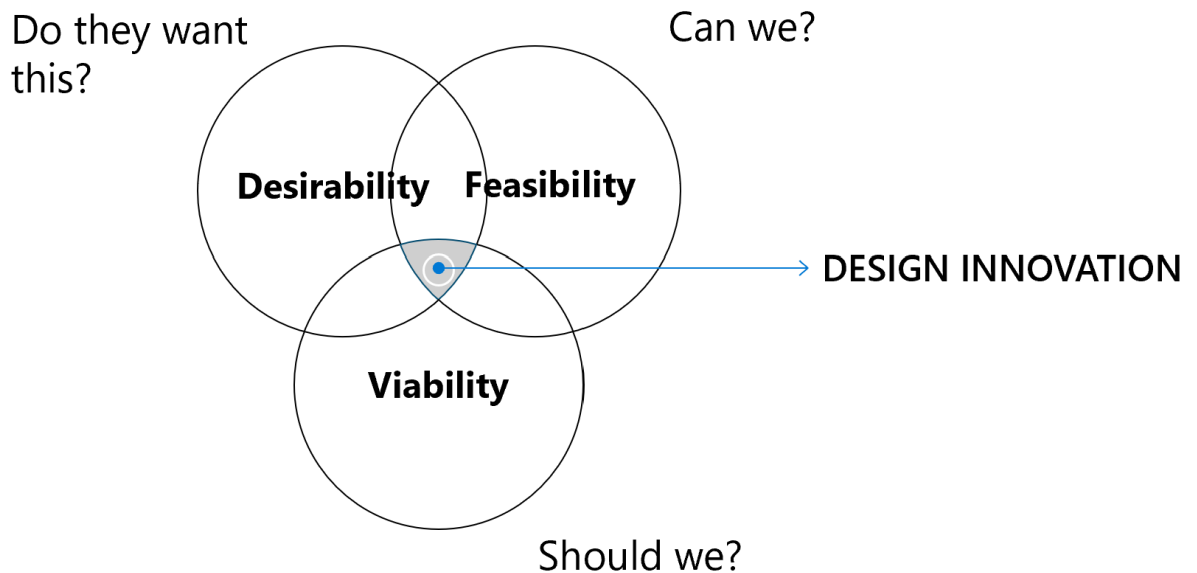 Do they want
this?
Can we?
Desirability
Feasibility
DESIGN INNOVATION
Viability
Should we?